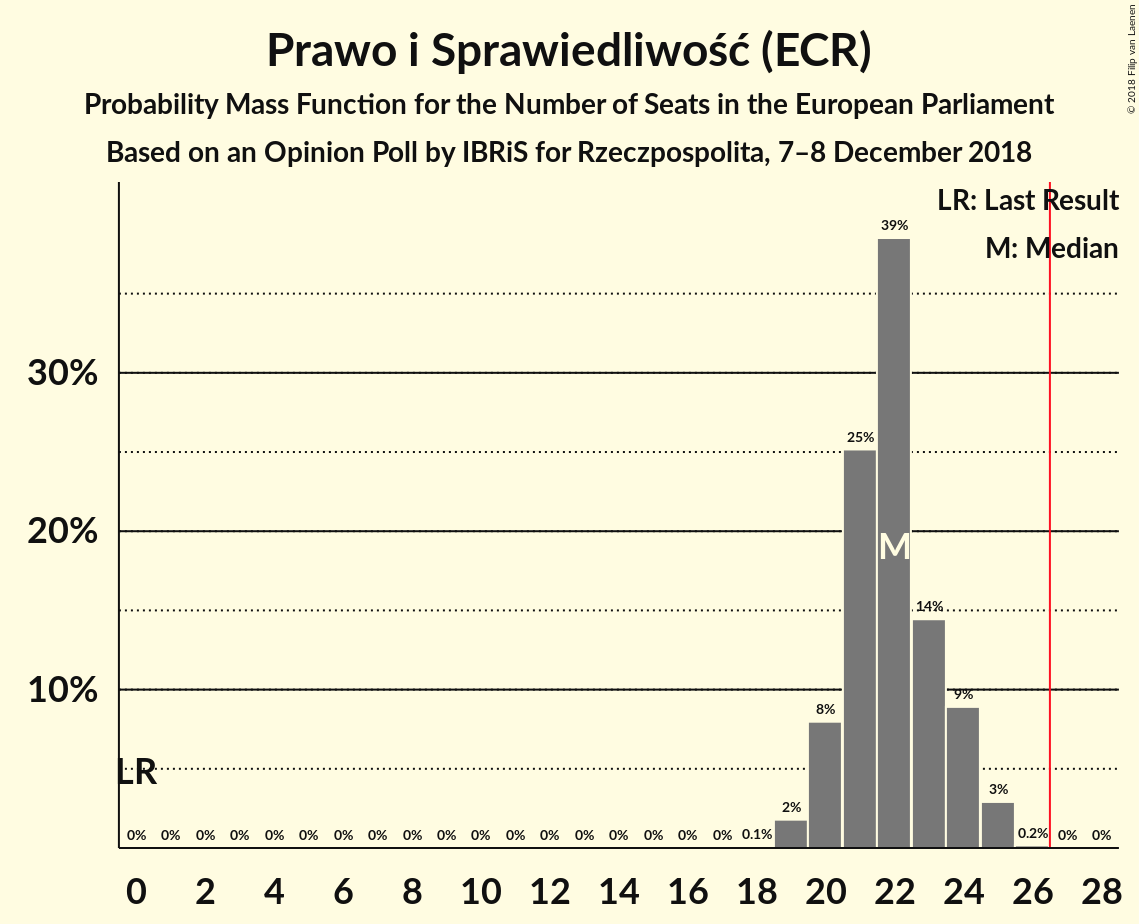 Prawo i Sprawiedliwość (ECR)
Probability Mass Function for the Number of Seats in the European Parliament
Based on an Opinion Poll by IBRiS for Rzeczpospolita, 7–8 December 2018
© 2018 Filip van Laenen
LR: Last Result
M: Median
39%
30%
25%
20%
M
14%
10%
9%
8%
LR
3%
2%
0% 0% 0% 0% 0% 0% 0% 0% 0% 0% 0% 0% 0% 0% 0% 0% 0% 0% 0.1% 0.2% 0% 0%
0 2 4 6 8 10 12 14 16 18 20 22 24 26 28